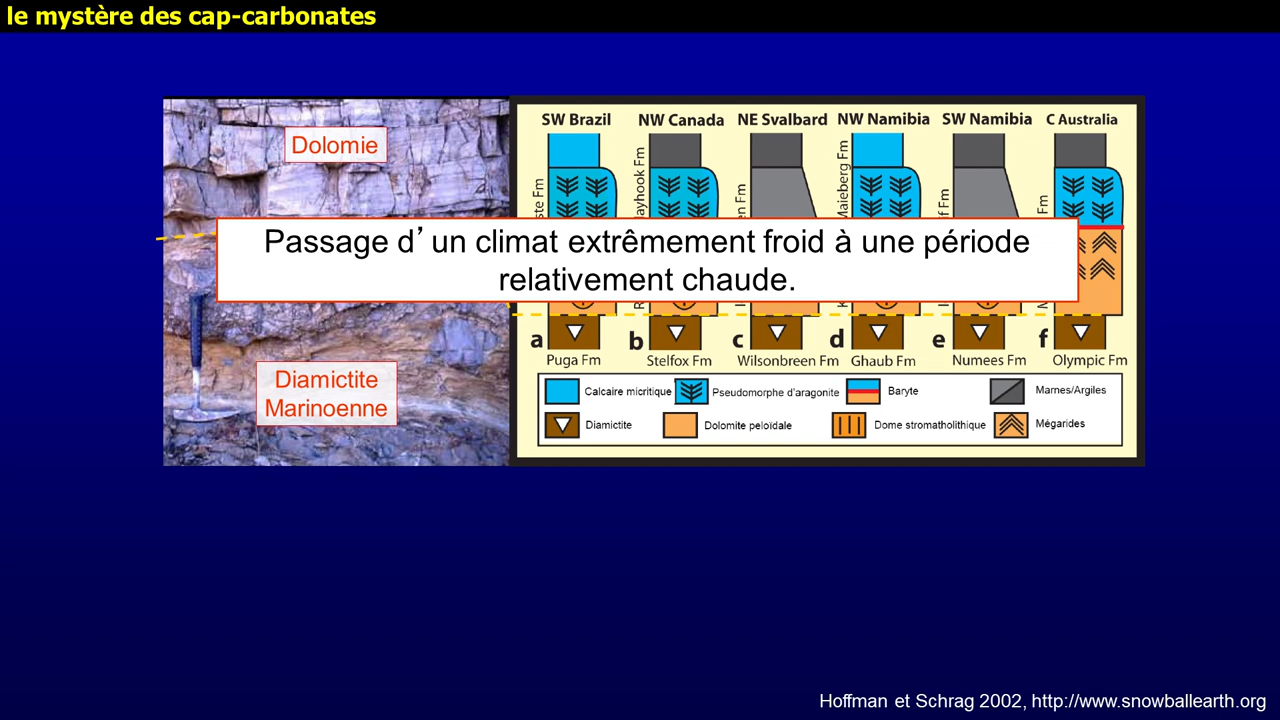 le mystère des cap-carbonates
Dolomie
SW Brazil
NW Canada
NE Svalbard
NW Namibia
SW Namibia
C Australia
Maieberg Fm
Fm
Passage d’un climat extrêmement froid à une période
relativement chaude.
Diamictite
Marinoenne
a
b
c
d
e
f
Puga Fm
Stelfox Fm
Wilsonbreen Fm
Ghaub Fm
Numees Fm
Olympic Fm
Calcaire micritique
Pseudomorphe d'aragonite
Baryte
Marnes/Argiles
Diamictite
Dolomite peloïdale
Dome stromatholithique
Mégarides
Hoffman et Schrag 2002, http://www.snowballearth.org